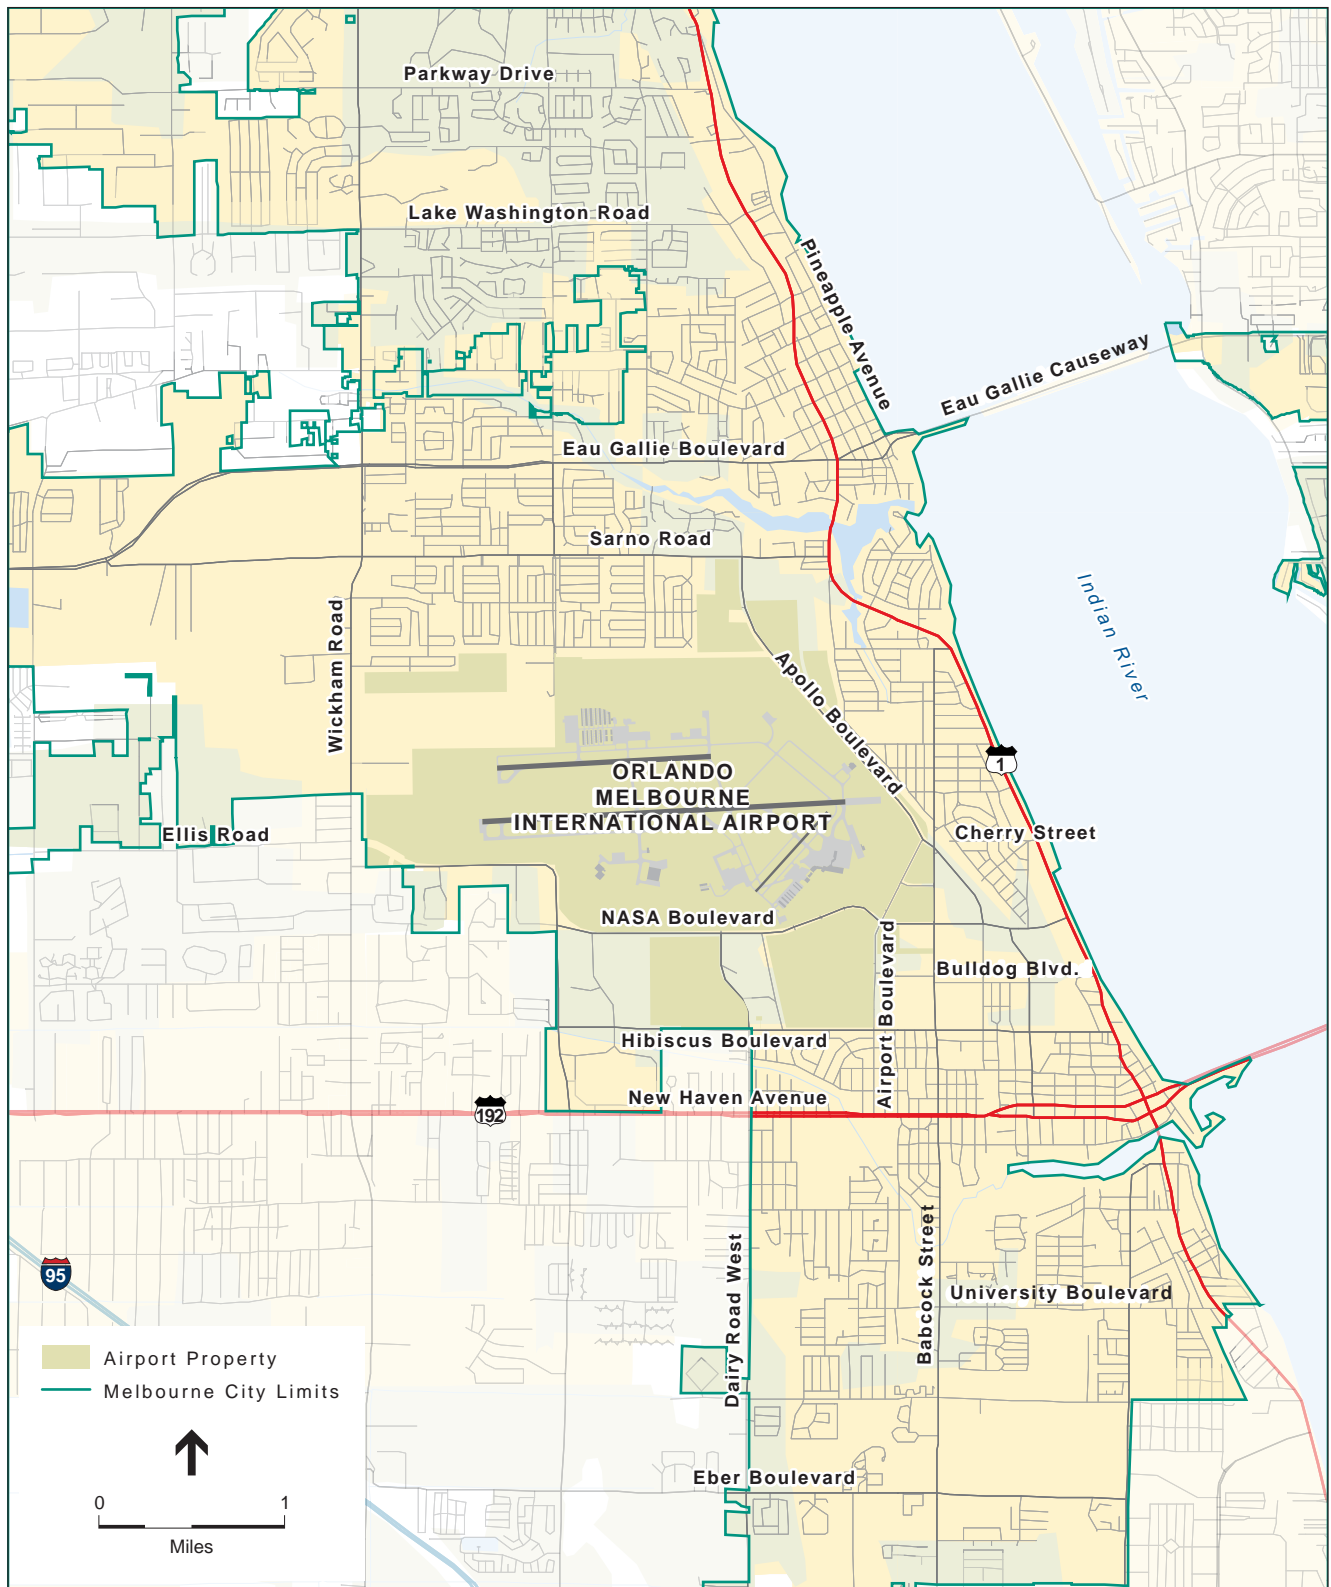 Parkway Drive
Lake Washington Road
Pineapple Avenue
Eau Gallie Causeway
Eau Gallie Boulevard
Sarno Road
Indian River
Wickham Road
Apollo Boulevard
1
ORLANDO
MELBOURNE
INTERNATIONAL AIRPORT
Ellis Road
Cherry Street
NASA Boulevard
Airport Boulevard
Bulldog Blvd.
Hibiscus Boulevard
New Haven Avenue
192
Babcock Street
Dairy Road West
95
University Boulevard
Airport Property
Melbourne City Limits
Eber Boulevard
0 1
Miles